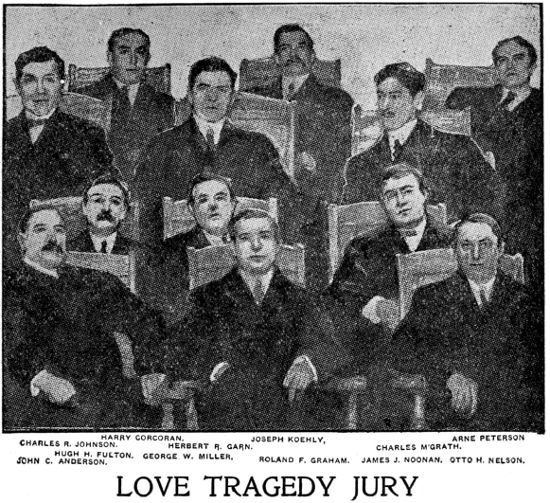 HARRY CORCORAN, JOSEPH KOEHLY, ARNE PETERSON
CHARLES R. JOHNSON. HERBERT R. GARN. CHARLES M'GRATH.
HUGH H. FULTON. GEORGE W. MILLER, ROLAND F. GRAHAM. JAMES J. NOONAN. OTTO H. NELSON.
JOHN C. ANDERSON.
LOVE TRAGEDY JURY